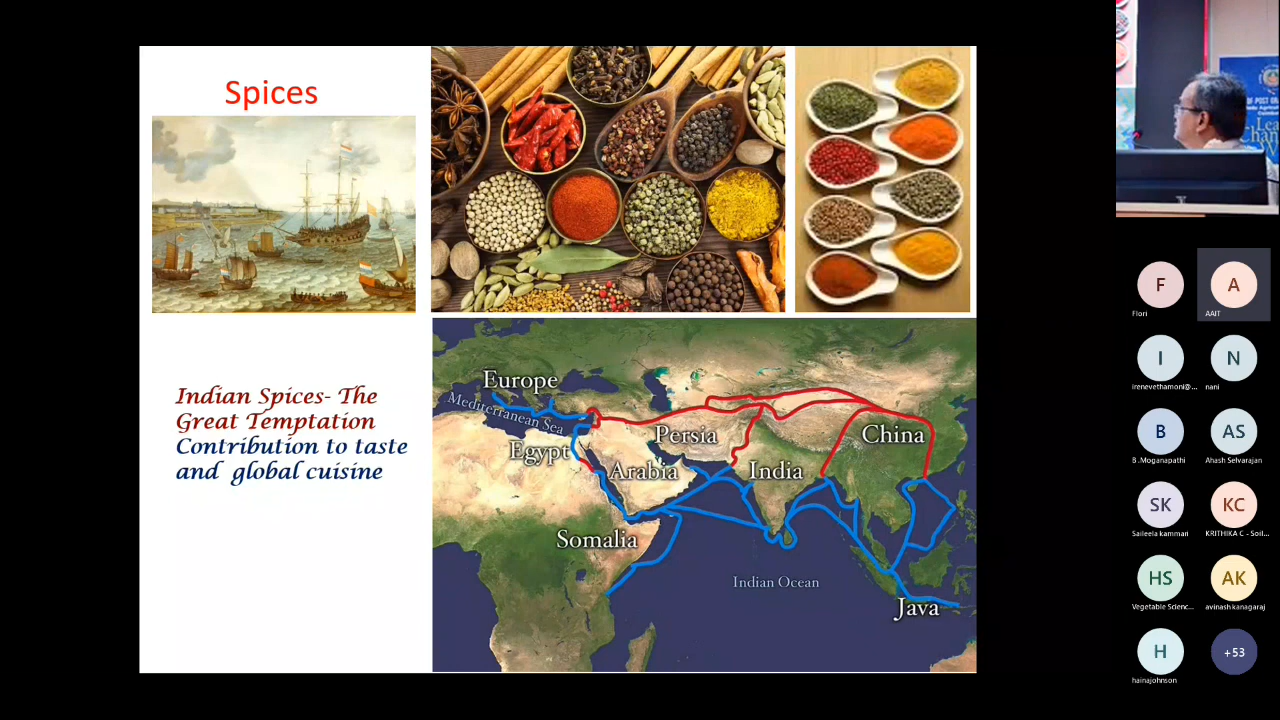 Spices
Indian Spices- The
Great Temptation
Contribution to taste
and global cuisine
Europe
Mediterranean Sea
Egypt
Persia
Arabia
India
China
Somalia
Indian Ocean
Java
F
Flori
A
AAIT
I
irenevethamoni@...
N
nani
B
B .Moganapathi
AS
Ahash Selvarajan
SK
Saileela kammari
KC
KRITHIKA C - Soil...
HS
Vegetable Scienc...
AK
avinash kanagaraj
H
hainajohnson
+53